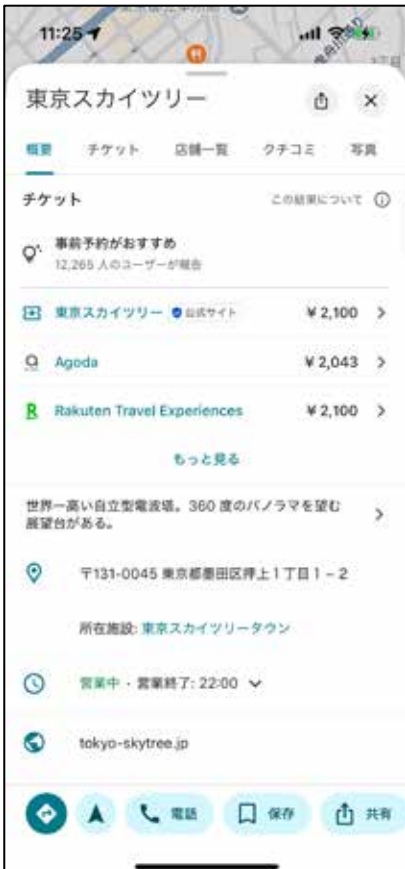 11:25
東京スカイツリー
概要 チケット 店舗一覧 クチコミ 写真
チケット この結果について
事前予約がおすすめ
12,265 人のユーザーが報告
東京スカイツリー 公式サイト ¥ 2,100
Agoda ¥ 2,043
Rakuten Travel Experiences ¥ 2,100
もっと見る
世界一高い自立型電波塔。360 度のパノラマを望む
展望台がある。
〒131-0045 東京都墨田区押上1丁目1−2
所在施設: 東京スカイツリータウン
営業中・営業終了: 22:00
tokyo-skytree.jp
電話 保存 共有